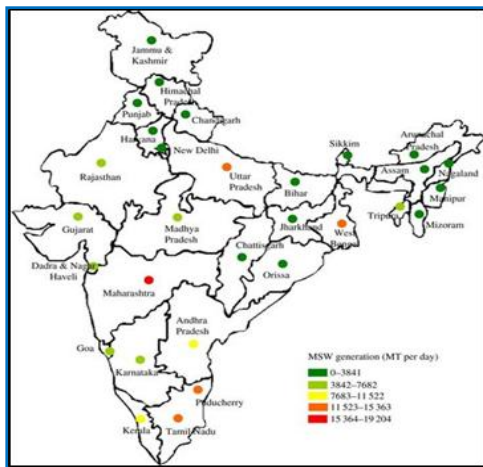 Jammu &
Kashmir
Himachal
Pradesh
Punjab
Chandigarh
Haryana
New Delhi
Rajasthan
Uttar
Pradesh
Sikkim
Arunachal
Pradesh
Assam
Nagaland
Manipur
Bihar
Tripura
Mizoram
Gujarat
Madhya
Pradesh
Jharkhand
West
Bengal
Chattisgarh
Orissa
Dadra & Nagar
Haveli
Maharashtra
Andhra
Pradesh
Goa
Karnataka
Puducherry
Kerala
Tamil Nadu
MSW generation (MT per day)
0–3841
3842–7682
7683–11 522
11 523–15 363
15 364–19 204